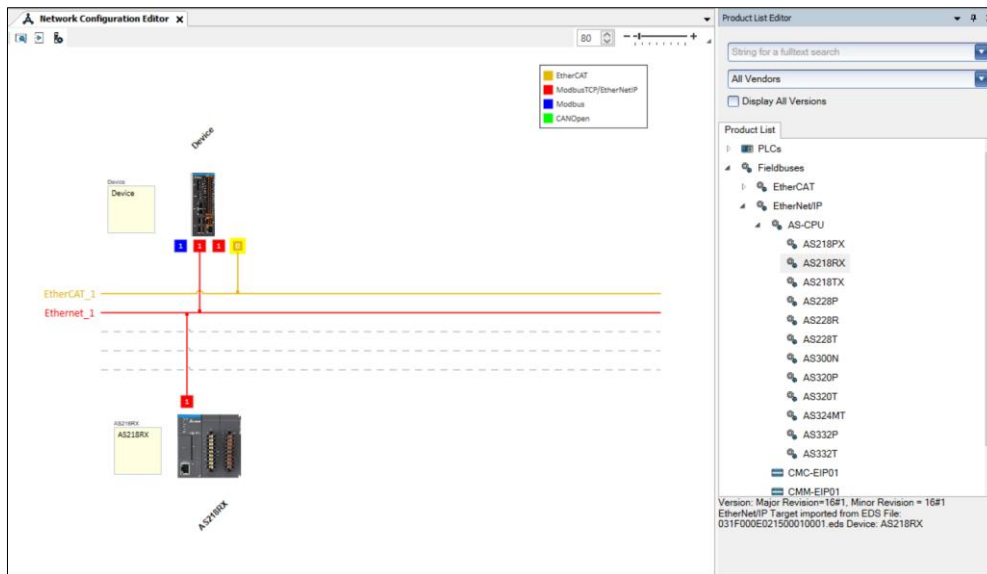 Network Configuration Editor
80
EtherCAT
ModbusTCP/EtherNetIP
Modbus
CANOpen
Device
Device
Device
1
1
1
EtherCAT_1
Ethernet_1
1
AS218RX
AS218RX
AS218RX
Product List Editor
String for a fulltext search
All Vendors
Display All Versions
Product List
PLCs
Fieldbuses
EtherCAT
EtherNet/IP
AS-CPU
AS218PX
AS218RX
AS218TX
AS228P
AS228R
AS228T
AS300N
AS320P
AS320T
AS324MT
AS332P
AS332T
CMC-EIP01
CMM-EIP01
Version: Major Revision=16#1, Minor Revision = 16#1
EtherNet/IP Target imported from EDS File:
031F000E021500010001.eds Device: AS218RX